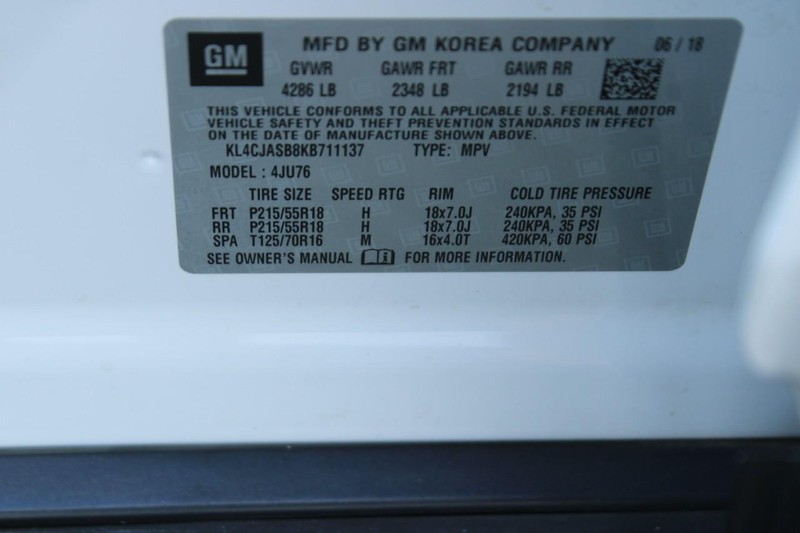 GM MFD BY GM KOREA COMPANY 06 / 18
GVWR GAWR FRT GAWR RR
4286 LB 2348 LB 2194 LB
THIS VEHICLE CONFORMS TO ALL APPLICABLE U.S. FEDERAL MOTOR
VEHICLE SAFETY AND THEFT PREVENTION STANDARDS IN EFFECT
ON THE DATE OF MANUFACTURE SHOWN ABOVE.
KL4CJASB8KB711137 TYPE: MPV
MODEL : 4JU76
TIRE SIZE SPEED RTG RIM COLD TIRE PRESSURE
FRT P215/55R18 H 18x7.0J 240KPA, 35 PSI
RR P215/55R18 H 18x7.0J 240KPA, 35 PSI
SPA T125/70R16 M 16x4.0T 420KPA, 60 PSI
SEE OWNER'S MANUAL FOR MORE INFORMATION.